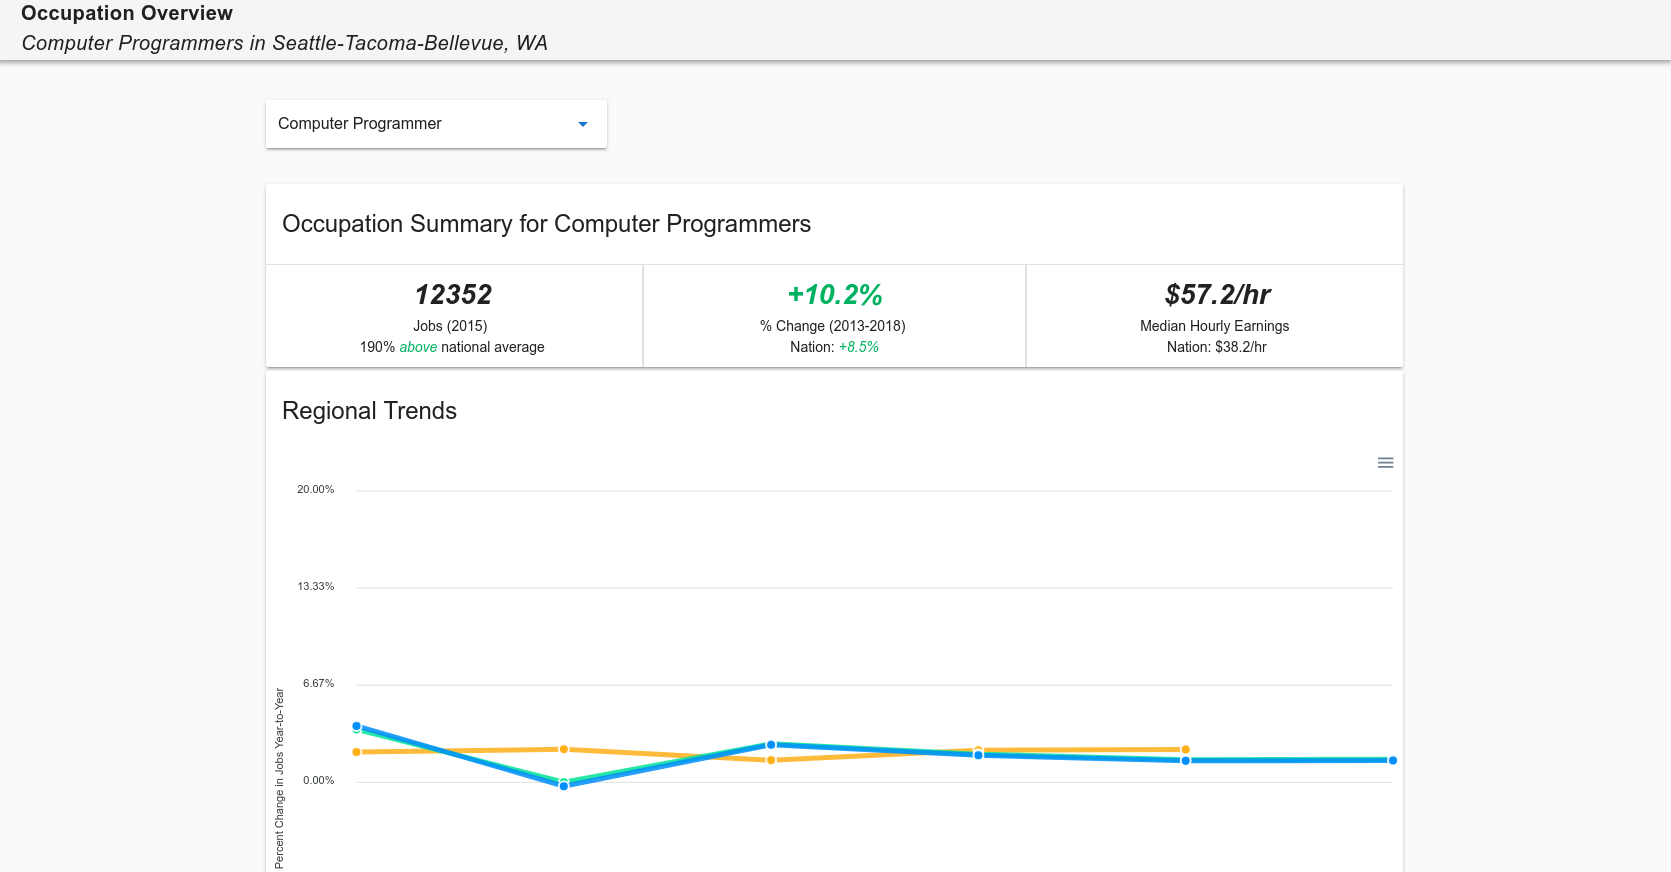 Occupation Overview
Computer Programmers in Seattle-Tacoma-Bellevue, WA
Computer Programmer
Occupation Summary for Computer Programmers
12352
Jobs (2015)
190% above national average
+10.2%
% Change (2013-2018)
Nation: +8.5%
$57.2/hr
Median Hourly Earnings
Nation: $38.2/hr
Regional Trends
20.00%
13.33%
6.67%
0.00%
Percent Change in Jobs Year-to-Year